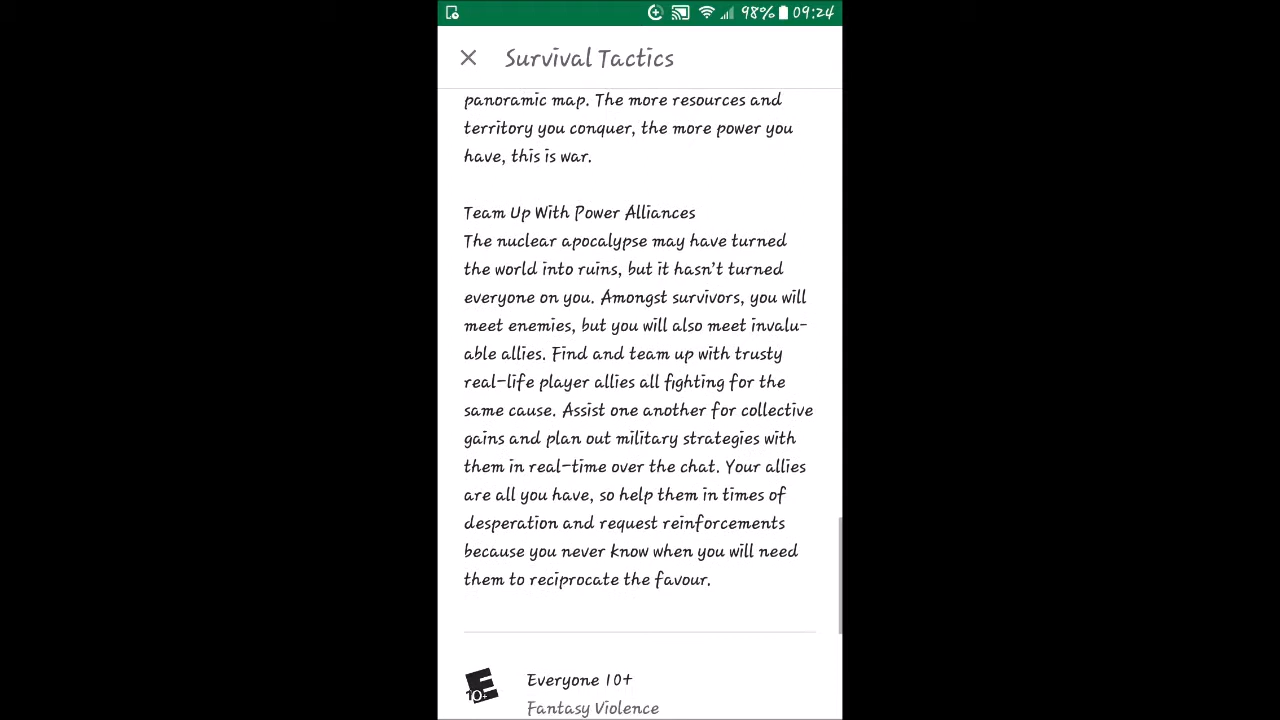 98% 09:24
Survival Tactics
panoramic map. The more resources and
territory you conquer, the more power you
have, this is war.
Team Up With Power Alliances
The nuclear apocalypse may have turned
the world into ruins, but it hasn't turned
everyone on you. Amongst survivors, you will
meet enemies, but you will also meet invalu-
able allies. Find and team up with trusty
real-life player allies all fighting for the
same cause. Assist one another for collective
gains and plan out military strategies with
them in real-time over the chat. Your allies
are all you have, so help them in times of
desperation and request reinforcements
because you never know when you will need
them to reciprocate the favour.
E
10+
Everyone 10+
Fantasy Violence